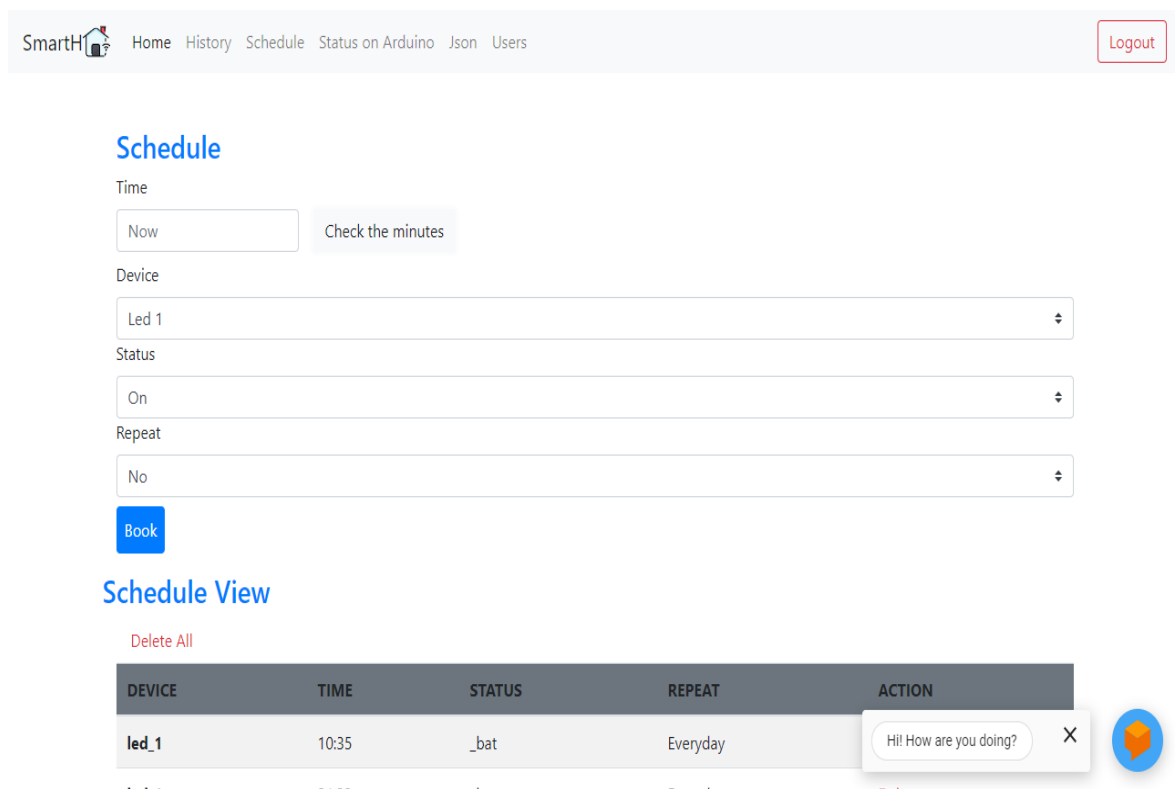 SmartH Home History Schedule Status on Arduino Json Users Logout
Schedule
Time
Now Check the minutes
Device
Led 1
Status
On
Repeat
No
Book
Schedule View
Delete All
DEVICE TIME STATUS REPEAT ACTION
led_1 10:35 _bat Everyday
Hi! How are you doing? X